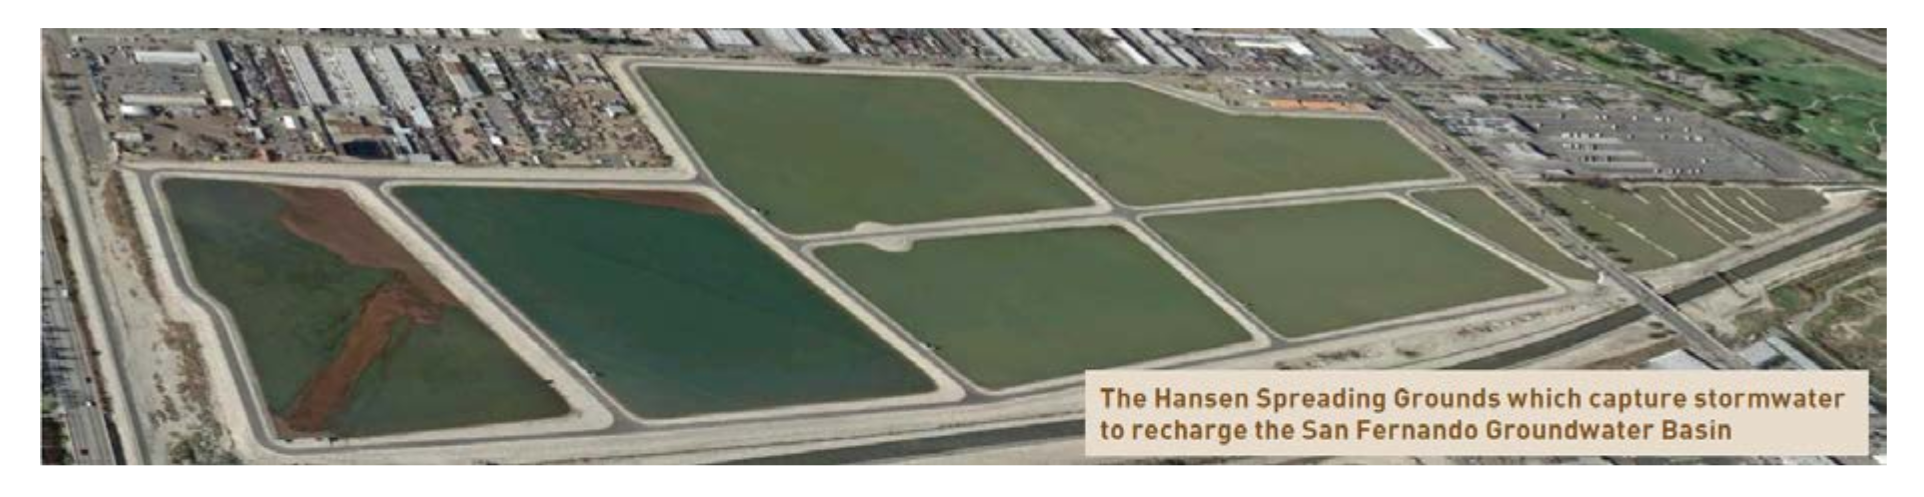 The Hansen Spreading Grounds which capture stormwater
to recharge the San Fernando Groundwater Basin